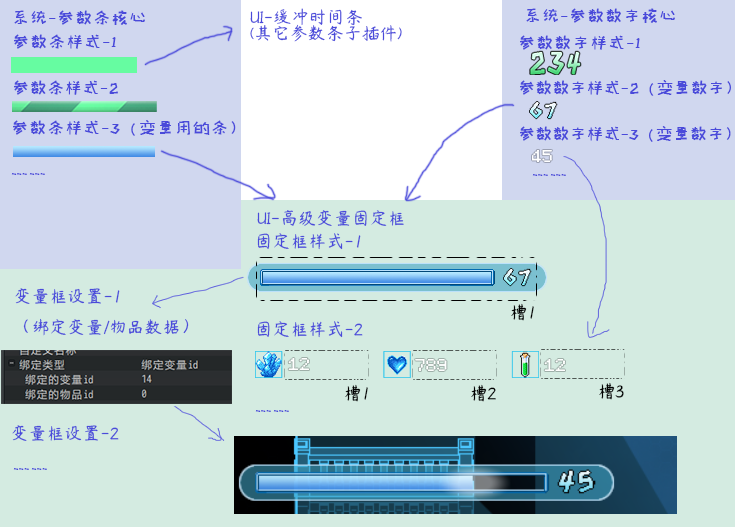 系统-参数条核心
参数条样式-1
参数条样式-2
参数条样式-3（变量用的条）
~~~ ~~~
UI-缓冲时间条
(其它参数条子插件)
系统-参数数字核心
参数数字样式-1
234
参数数字样式-2（变量数字）
67
参数数字样式-3（变量数字）
45
~~~ ~~~
UI-高级变量固定框
固定框样式-1
67
槽1
固定框样式-2
12
789
12
槽1
槽2
槽3
~~~ ~~~
变量框设置-1
（绑定变量/物品数据）
绑定类型 绑定变量id
绑定的变量id 14
绑定的物品id 0
变量框设置-2
~~~ ~~~
45